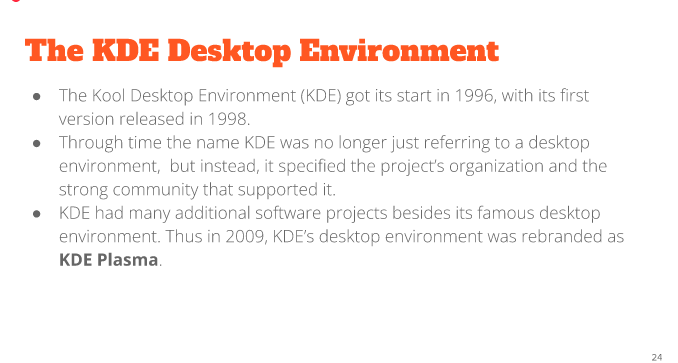 The KDE Desktop Environment
● The Kool Desktop Environment (KDE) got its start in 1996, with its first
version released in 1998.
● Through time the name KDE was no longer just referring to a desktop
environment,  but instead, it specified the project's organization and the
strong community that supported it.
● KDE had many additional software projects besides its famous desktop
environment. Thus in 2009, KDE's desktop environment was rebranded as
KDE Plasma.
24